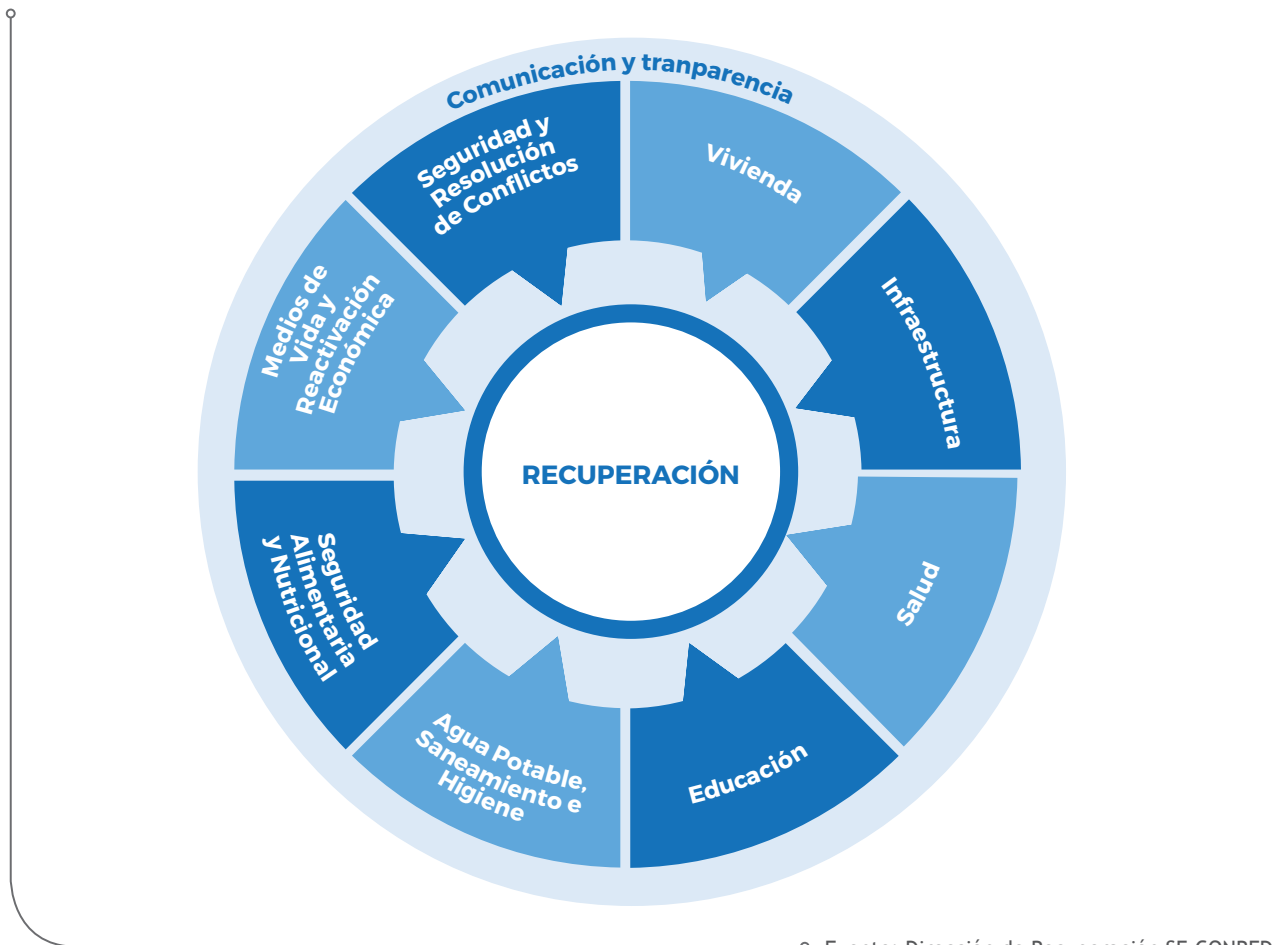 Comunicación y tranparencia
Seguridad y
Resolución
de Conflictos
Vivienda
Infraestructura
Salud
Educación
Agua Potable,
Saneamiento e
Higiene
Seguridad
Alimentaria
y Nutricional
Medios de
Vida y
Reactivación
Económica
RECUPERACIÓN